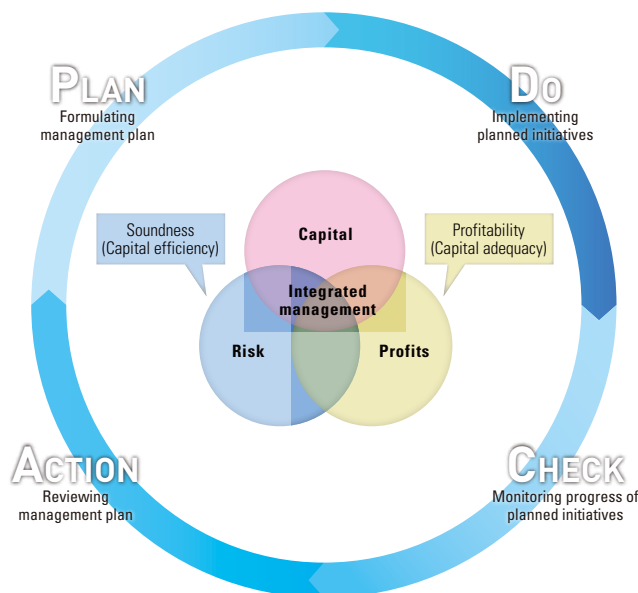 PLAN
Formulating
management plan
DO
Implementing
planned initiatives
Soundness
(Capital efficiency)
Capital
Profitability
(Capital adequacy)
Integrated
management
Risk
Profits
ACTION
Reviewing
management plan
CHECK
Monitoring progress of
planned initiatives